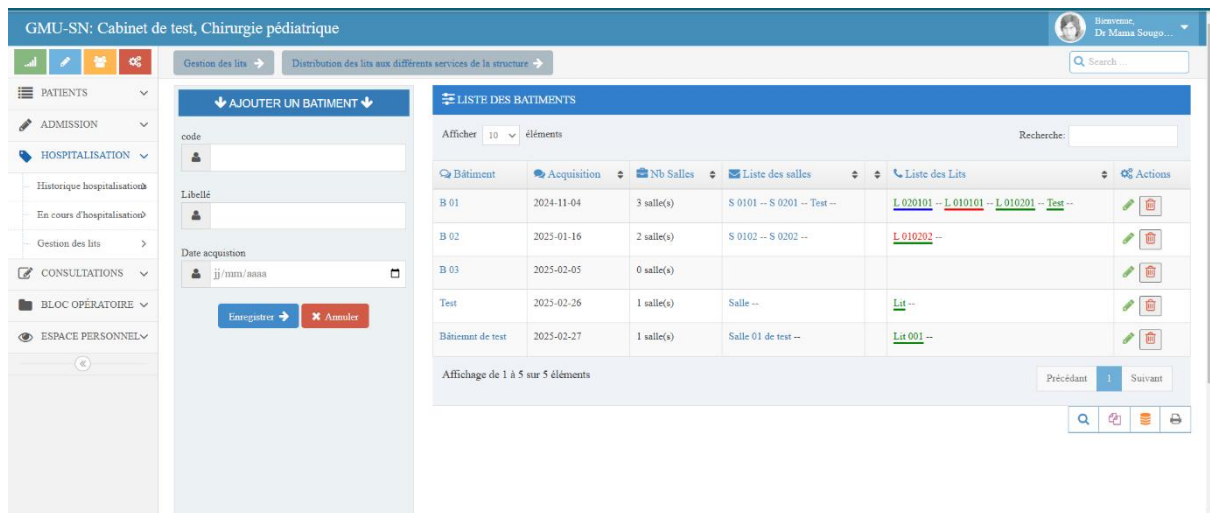 GMU-SN: Cabinet de test, Chirurgie pédiatrique
Bienvenue,
Dr Mama Sougo...
Gestion des lits
Distribution des lits aux différents services de la structure
Search ...
PATIENTS
ADMISSION
HOSPITALISATION
Historique hospitalisations
En cours d'hospitalisation
Gestion des lits
CONSULTATIONS
BLOC OPÉRATOIRE
ESPACE PERSONNEL
AJOUTER UN BATIMENT
code
Libellé
Date acquistion
jj/mm/aaaa
Enregistrer
Annuler
LISTE DES BATIMENTS
Afficher 10 éléments
Recherche:
Bâtiment Acquisition Nb Salles Liste des salles Liste des Lits Actions
B 01 2024-11-04 3 salle(s) S 0101 -- S 0201 -- Test -- L 020101 -- L 010101 -- L 010201 -- Test --
B 02 2025-01-16 2 salle(s) S 0102 -- S 0202 -- L 010202 --
B 03 2025-02-05 0 salle(s)
Test 2025-02-26 1 salle(s) Salle -- Lit --
Bâtiemnt de test 2025-02-27 1 salle(s) Salle 01 de test -- Lit 001 --
Affichage de 1 à 5 sur 5 éléments
Précédant 1 Suivant